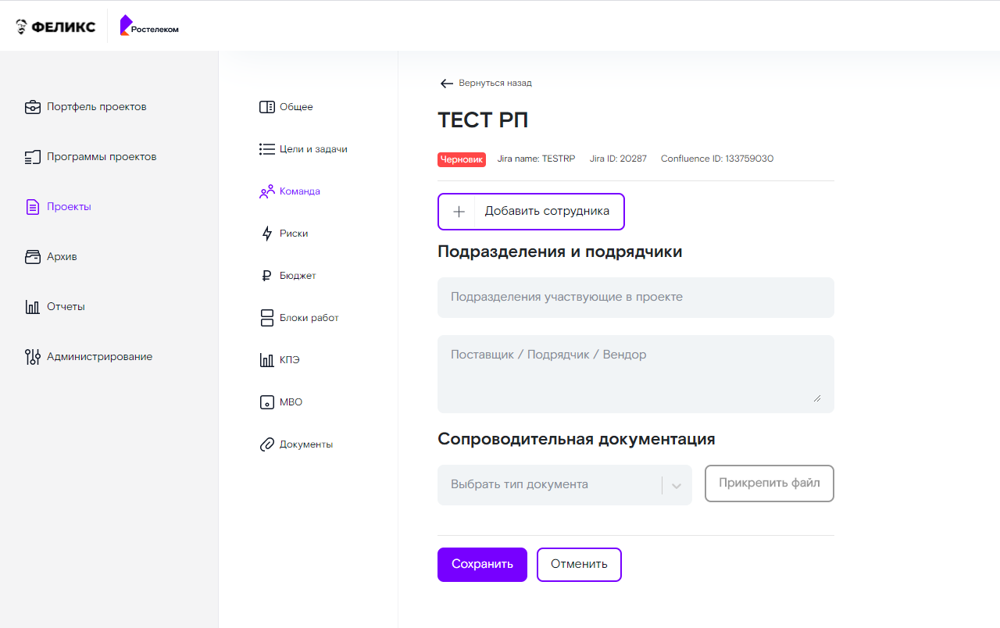 ФЕЛИКС
Ростелеком
Портфель проектов
Программы проектов
Проекты
Архив
Отчеты
Администрирование
Общее
Цели и задачи
Команда
Риски
Бюджет
Блоки работ
КПЭ
МВО
Документы
Вернуться назад
ТЕСТ РП
Черновик Jira name: TESTRP Jira ID: 20287 Confluence ID: 133759030
Добавить сотрудника
Подразделения и подрядчики
Подразделения участвующие в проекте
Поставщик / Подрядчик / Вендор
Сопроводительная документация
Выбрать тип документа
Прикрепить файл
Сохранить
Отменить